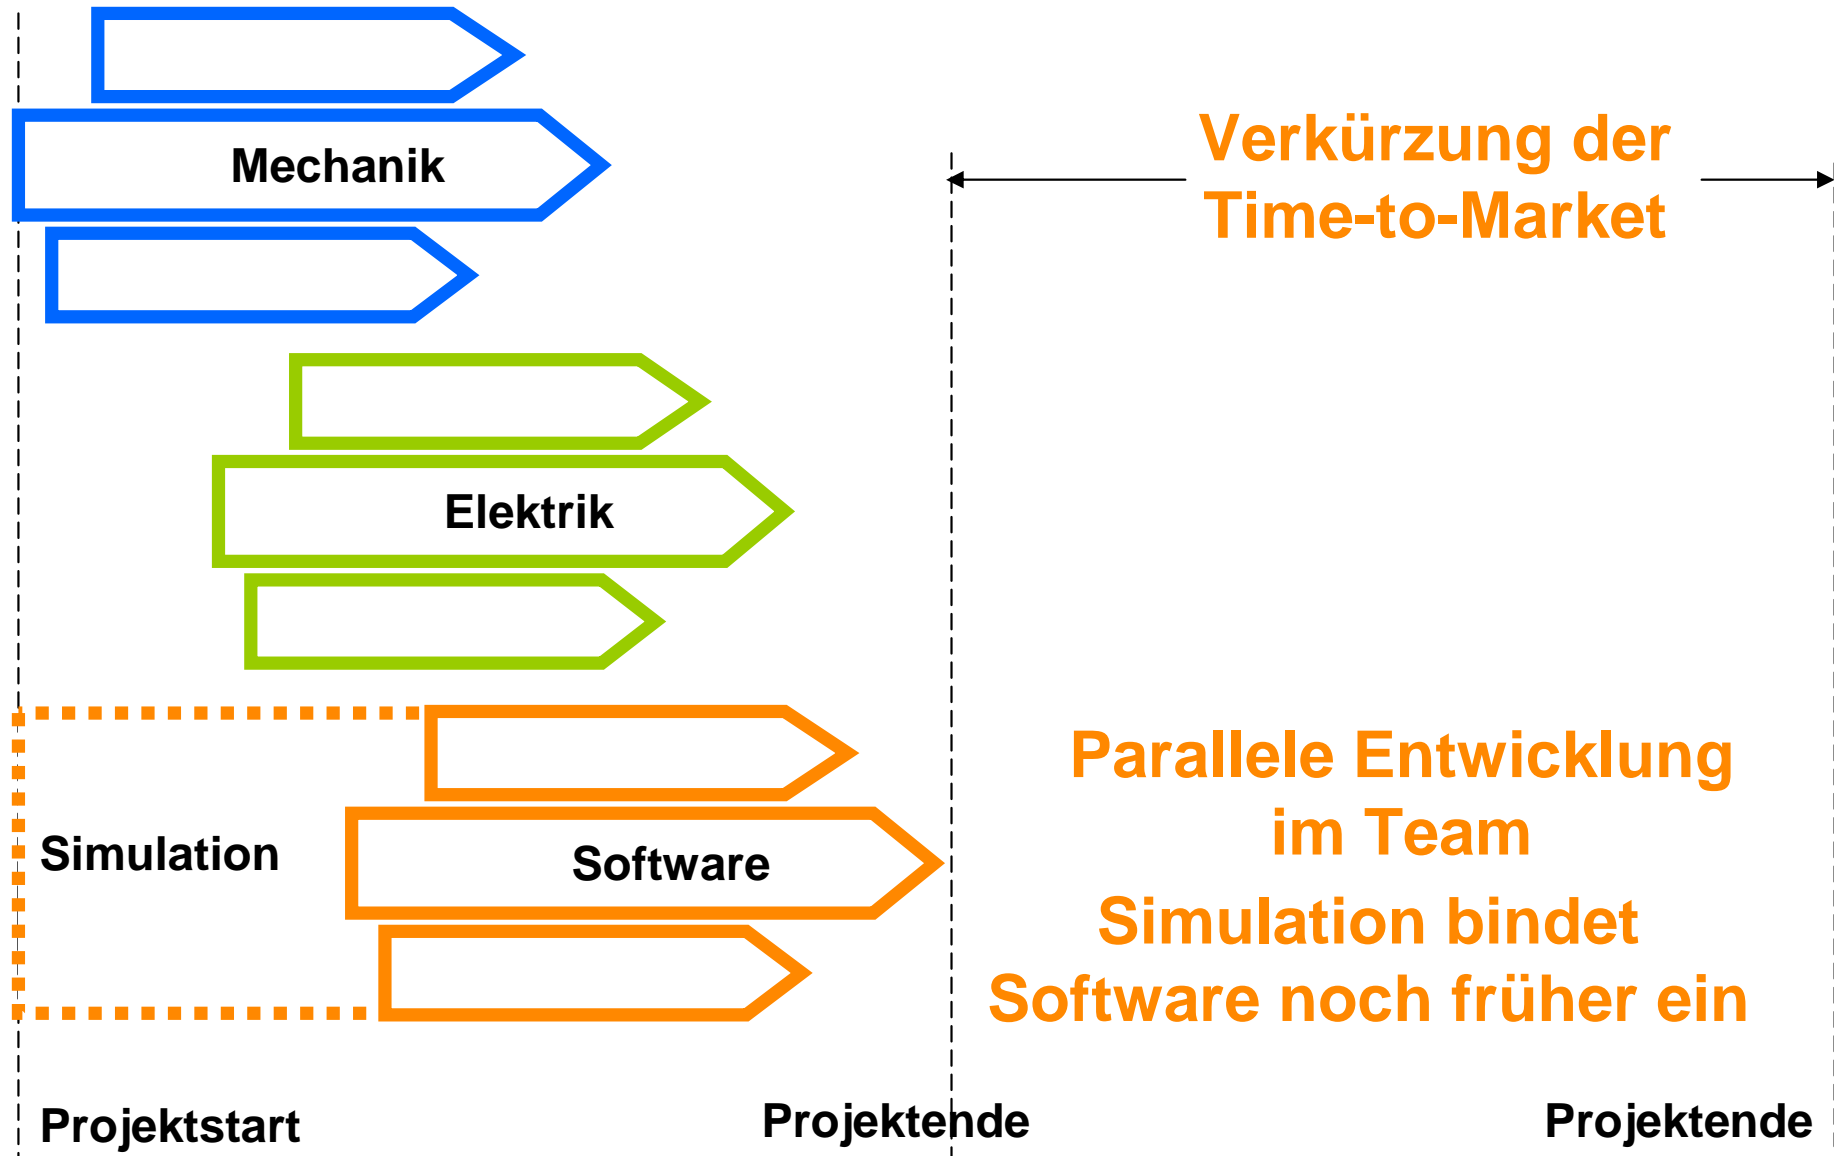 Mechanik
Verkürzung der
Time-to-Market
Elektrik
Simulation
Software
Parallele Entwicklung
im Team
Simulation bindet
Software noch früher ein
Projektstart
Projektende
Projektende